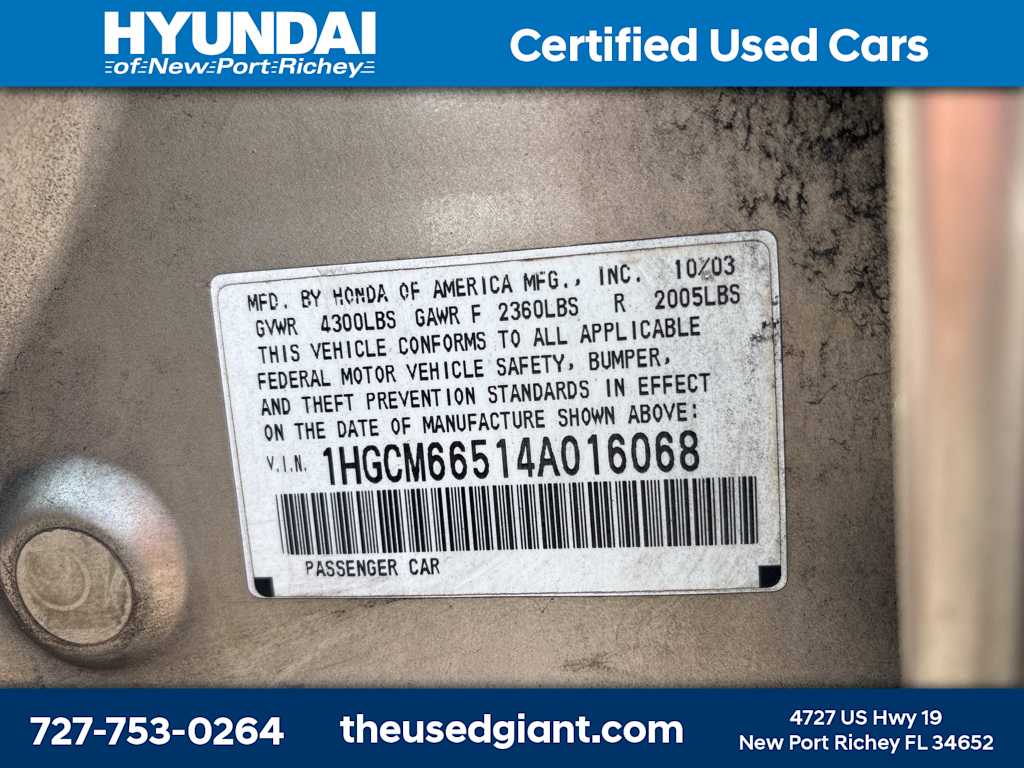 HYUNDAI
of New Port Richey
Certified Used Cars
MFD. BY HONDA OF AMERICA MFG., INC. 10/03
GVWR 4300LBS GAWR F 2360LBS R 2005LBS
THIS VEHICLE CONFORMS TO ALL APPLICABLE
FEDERAL MOTOR VEHICLE SAFETY, BUMPER,
AND THEFT PREVENTION STANDARDS IN EFFECT
ON THE DATE OF MANUFACTURE SHOWN ABOVE:
V.I.N. 1HGCM66514A016068
PASSENGER CAR
727-753-0264
theusedgiant.com
4727 US Hwy 19
New Port Richey FL 34652